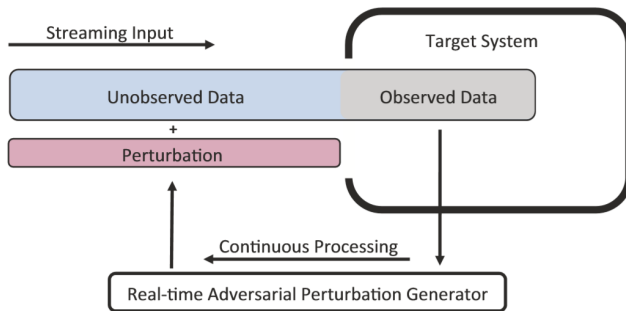 Streaming Input
Target System
Unobserved Data
Observed Data
+
Perturbation
Continuous Processing
Real-time Adversarial Perturbation Generator